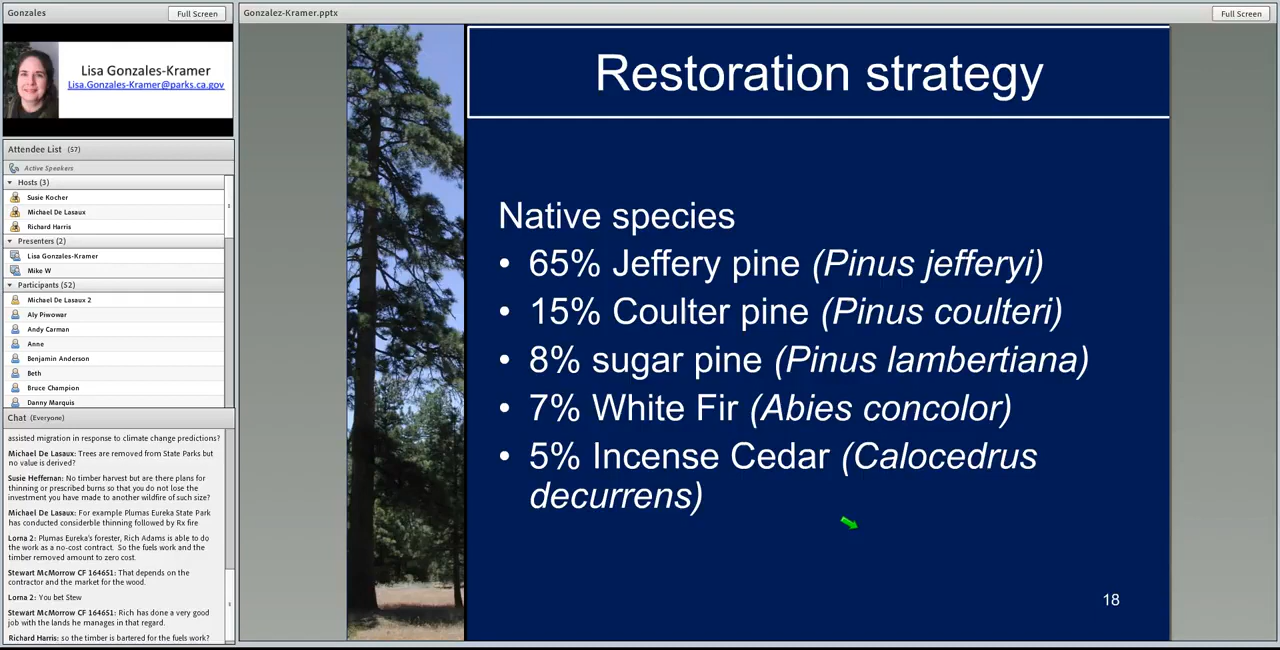 Gonzales
Full Screen
Lisa Gonzales-Kramer
Lisa.Gonzales-Kramer@parks.ca.gov
Attendee List (57)
Active Speakers
Hosts (3)
Susie Kocher
Michael De Lasaux
Richard Harris
Presenters (2)
Lisa Gonzales-Kramer
Mike W
Participants (52)
Michael De Lasaux 2
Aly Piwowar
Andy Carman
Anne
Benjamin Anderson
Beth
Bruce Champion
Danny Marquis
Chat (Everyone)
assisted migration in response to climate change predictions?
Michael De Lasaux: Trees are removed from State Parks but
no value is derived?
Susie Heffernan: No timber harvest but are there plans for
thinning or prescribed burns so that you do not lose the
investment you have made to another wildfire of such size?
Michael De Lasaux: For example Plumas Eureka State Park
has conducted considerble thinning followed by Rx fire
Lorna 2: Plumas Eureka's forester, Rich Adams is able to do
the work as a no-cost contract. So the fuels work and the
timber removed amount to zero cost.
Stewart McMorrow CF 164651: That depends on the
contractor and the market for the wood.
Lorna 2: You bet Stew
Stewart McMorrow CF 164651: Rich has done a very good
job with the lands he manages in that regard.
Richard Harris: so the timber is bartered for the fuels work?
Gonzalez-Kramer.pptx
Full Screen
Restoration strategy
Native species
• 65% Jeffery pine (Pinus jefferyi)
• 15% Coulter pine (Pinus coulteri)
• 8% sugar pine (Pinus lambertiana)
• 7% White Fir (Abies concolor)
• 5% Incense Cedar (Calocedrus
decurrens)
18